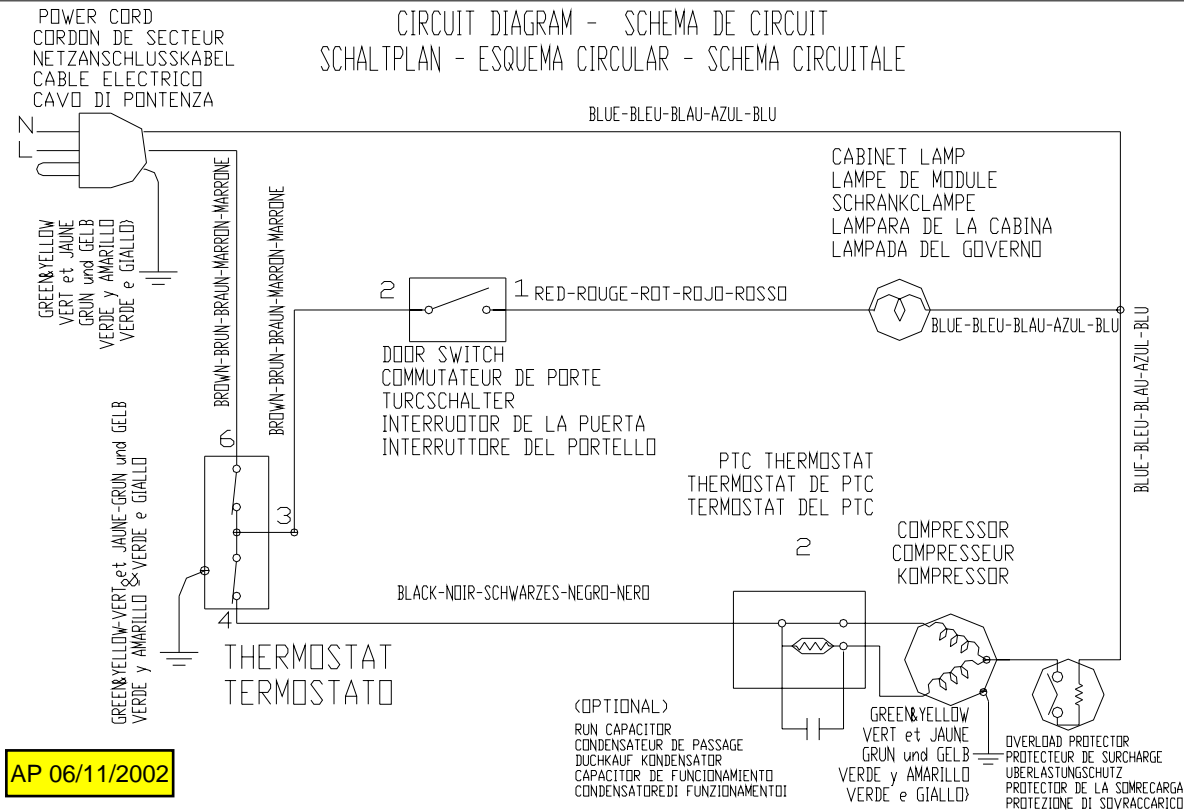 POWER CORD
CORDON DE SECTEUR
NETZANSCHLUSSKABEL
CABLE ELECTRICO
CAVO DI PONTENZA
CIRCUIT DIAGRAM - SCHEMA DE CIRCUIT
SCHALTPLAN - ESQUEMA CIRCULAR - SCHEMA CIRCUITALE
N
L
BLUE-BLEU-BLAU-AZUL-BLU
GREEN&YELLOW
VERT et JAUNE
GRUN und GELB
VERDE y AMARILLO
VERDE e GIALLO}
BROWN-BRUN-BRAUN-MARRON-MARRONE
BROWN-BRUN-BRAUN-MARRON-MARRONE
CABINET LAMP
LAMPE DE MODULE
SCHRANKCLAMPE
LAMPARA DE LA CABINA
LAMPADA DEL GOVERNO
2
1
RED-ROUGE-ROT-ROJO-ROSSO
BLUE-BLEU-BLAU-AZUL-BLU
BLUE-BLEU-BLAU-AZUL-BLU
DOOR SWITCH
COMMUTATEUR DE PORTE
TURCSCHALTER
INTERRUOTOR DE LA PUERTA
INTERRUTTORE DEL PORTELLO
GREEN&YELLOW-VERT et JAUNE-GRUN und GELB
VERDE y AMARILLO & VERDE e GIALLO
6
3
4
THERMOSTAT
TERMOSTATO
PTC THERMOSTAT
THERMOSTAT DE PTC
TERMOSTAT DEL PTC
2
COMPRESSOR
COMPRESSEUR
KOMPRESSOR
BLACK-NOIR-SCHWARZES-NEGRO-NERO
(OPTIONAL)
RUN CAPACITOR
CONDENSATEUR DE PASSAGE
DUCHKAUF KONDENSATOR
CAPACITOR DE FUNCIONAMIENTO
CONDENSATOREDI FUNZIONAMENTOI
GREEN&YELLOW
VERT et JAUNE
GRUN und GELB
VERDE y AMARILLO
VERDE e GIALLO}
OVERLOAD PROTECTOR
PROTECTEUR DE SURCHARGE
UBERLASTUNGSCHUTZ
PROTECTOR DE LA SOMRECARGA
PROTEZIONE DI SOVRACCARICO
AP 06/11/2002